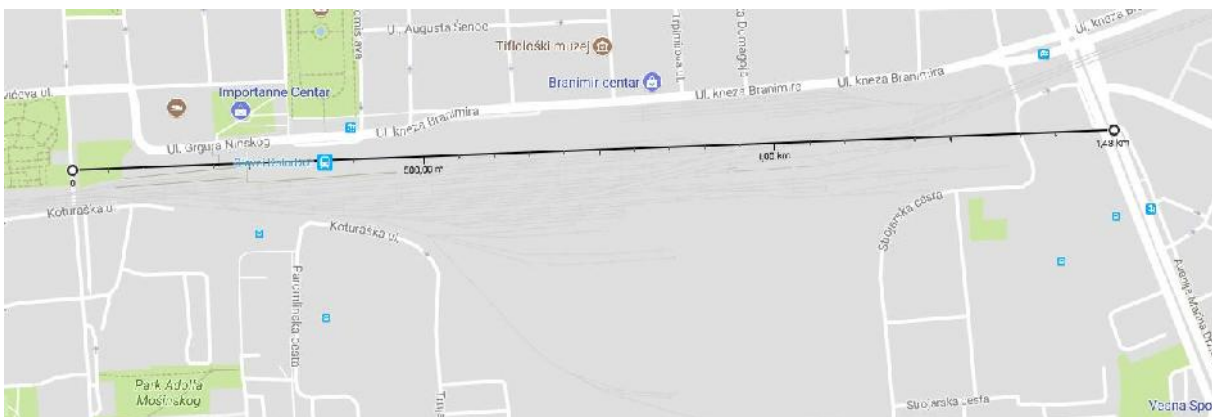 Ul. Augusta Šenoe
Tiflološki muzej
Branimir centar
Importanne Centar
Ul. kneza Branimira
Ul. kneza Branimira
Ul. kneza Branimira
Ul. Grgura Ninskog
0
500,00 m
1,00 km
1,48 km
Koturaška ul.
Koturaška ul.
Strojarska cesta
Paromlinska cesta
Park Adolfa
Mošinskog
Strojarska cesta